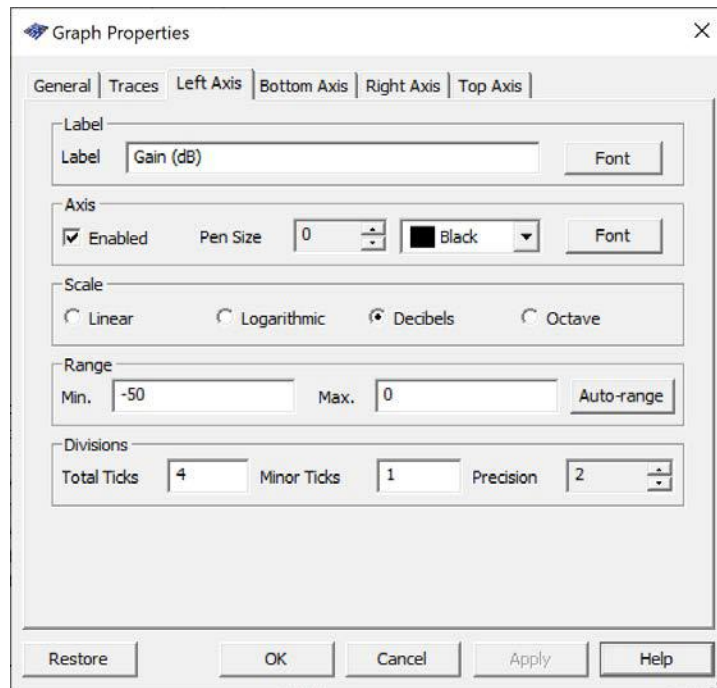 Graph Properties
General Traces Left Axis Bottom Axis Right Axis Top Axis
Label
Label Gain (dB) Font
Axis
Enabled Pen Size 0 Black Font
Scale
Linear Logarithmic Decibels Octave
Range
Min. -50 Max. 0 Auto-range
Divisions
Total Ticks 4 Minor Ticks 1 Precision 2
Restore OK Cancel Apply Help